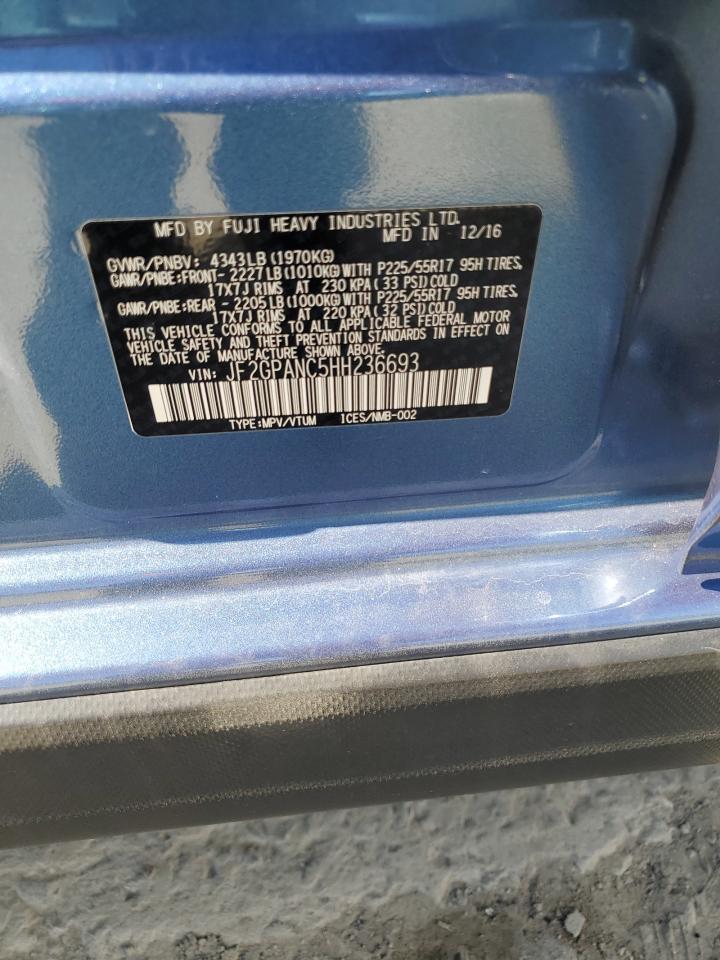 MFD BY FUJI HEAVY INDUSTRIES LTD.
MFD IN 12/16
GVWR/PNBV: 4343LB(1970KG)
GAWR/PNBE:FRONT- 2227LB(1010KG)WITH P225/55R17 95H TIRES,
17X7J RIMS AT 230 KPA(33 PSI)COLD
GAWR/PNBE:REAR - 2205LB(1000KG)WITH P225/55R17 95H TIRES,
17X7J RIMS AT 220 KPA(32 PSI)COLD
THIS VEHICLE CONFORMS TO ALL APPLICABLE FEDERAL MOTOR
VEHICLE SAFETY AND THEFT PREVENTION STANDARDS IN EFFECT ON
THE DATE OF MANUFACTURE SHOWN ABOVE.
VIN: JF2GPANC5HH236693
TYPE:MPV/VTUM ICES/NMB-002